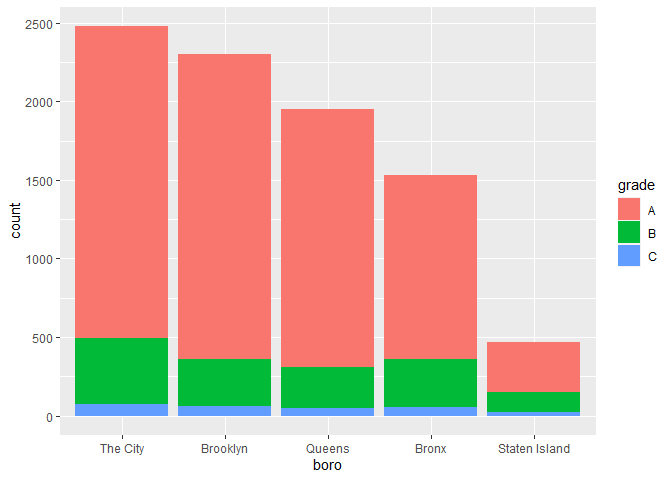 2500
2000
1500
1000
500
0
count
The City Brooklyn Queens Bronx Staten Island
boro
grade
A
B
C